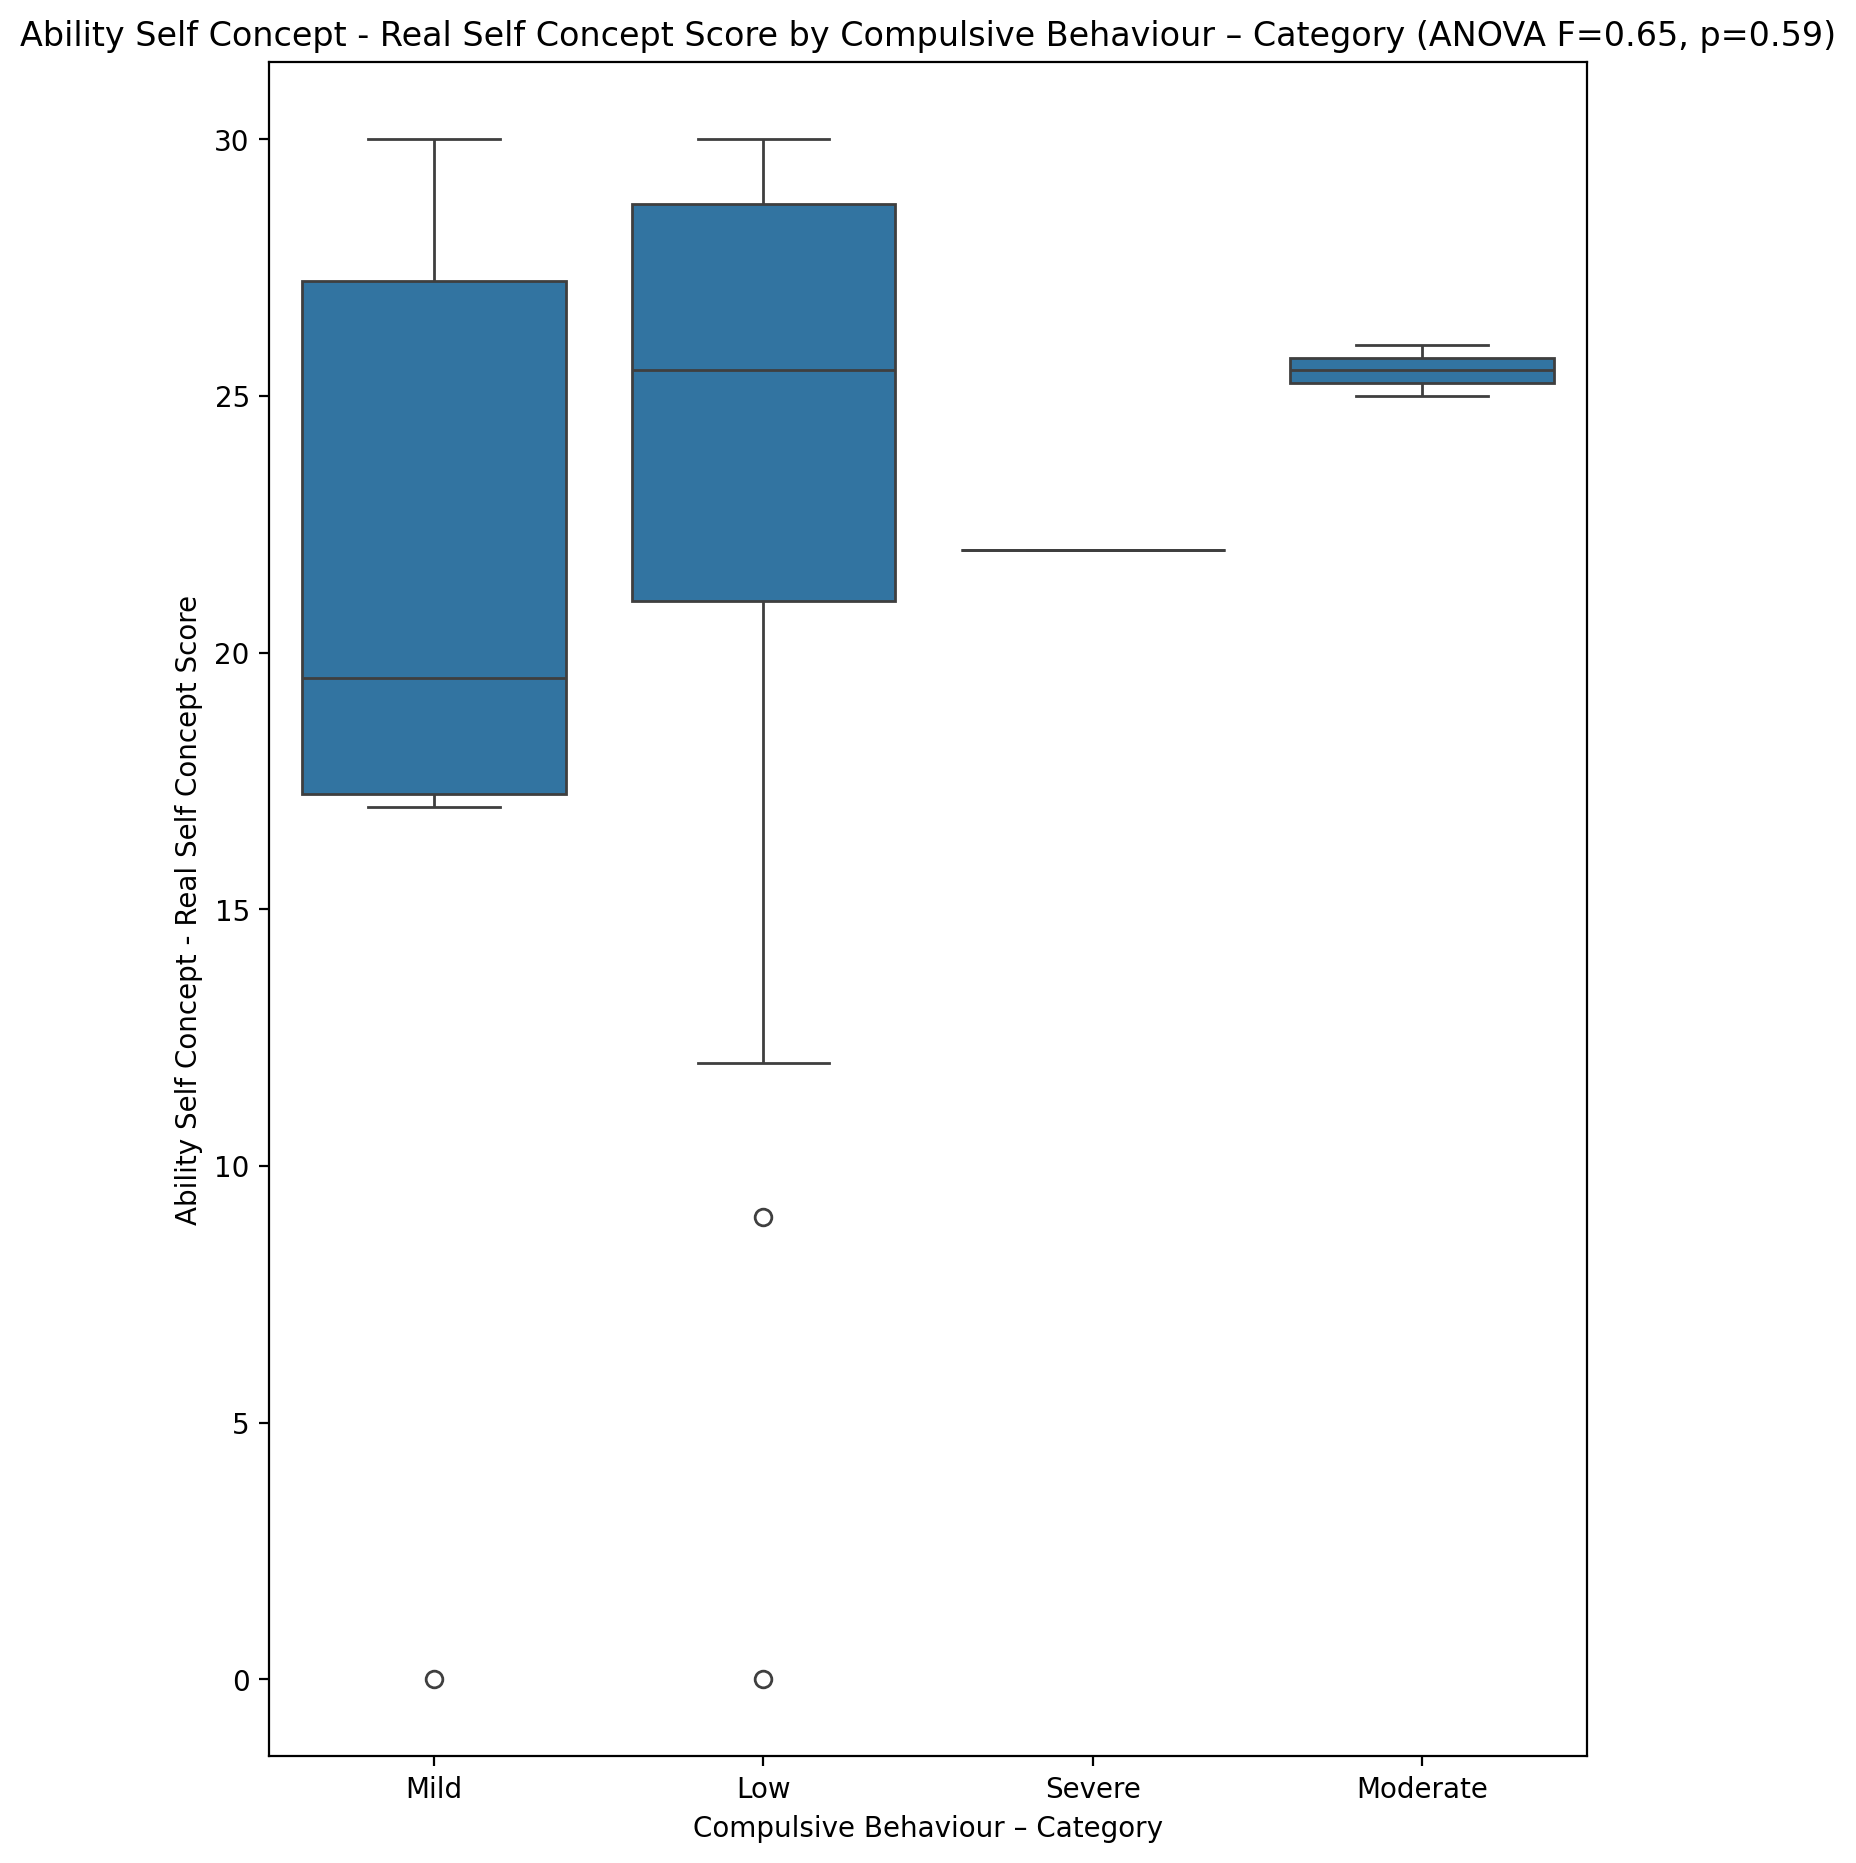 Ability Self Concept - Real Self Concept Score by Compulsive Behaviour – Category (ANOVA F=0.65, p=0.59)
Ability Self Concept - Real Self Concept Score
30
25
20
15
10
5
0
Mild Low Severe Moderate
Compulsive Behaviour – Category